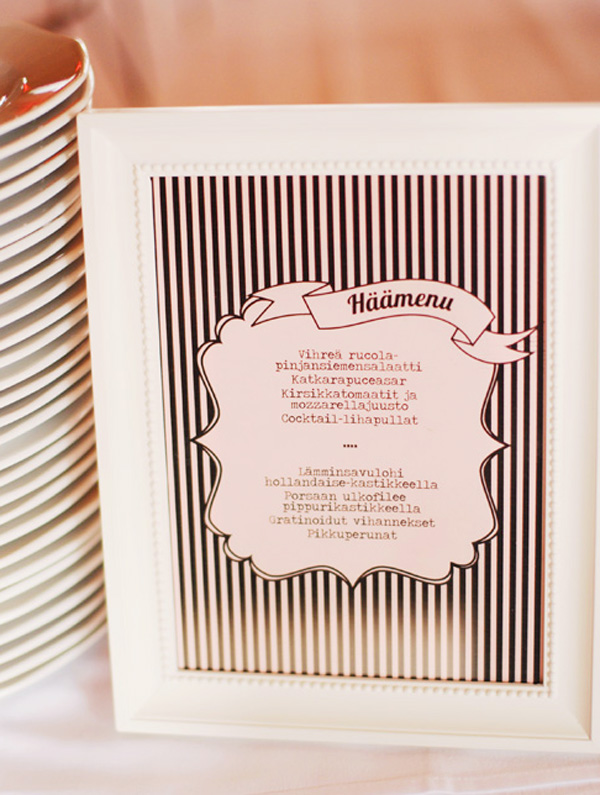 Häämenu
Vihreä rucola-
pinjansiemensalaatti
Katkarapuceasar
Kirsikkatomaatit ja
mozzarellajuusto
Cocktail-lihapullat
....
Lämminsavulohi
hollandaise-kastikkeella
Porsaan ulkofilee
pippurikastikkeella
Gratinoidut vihannekset
Pikkuperunat